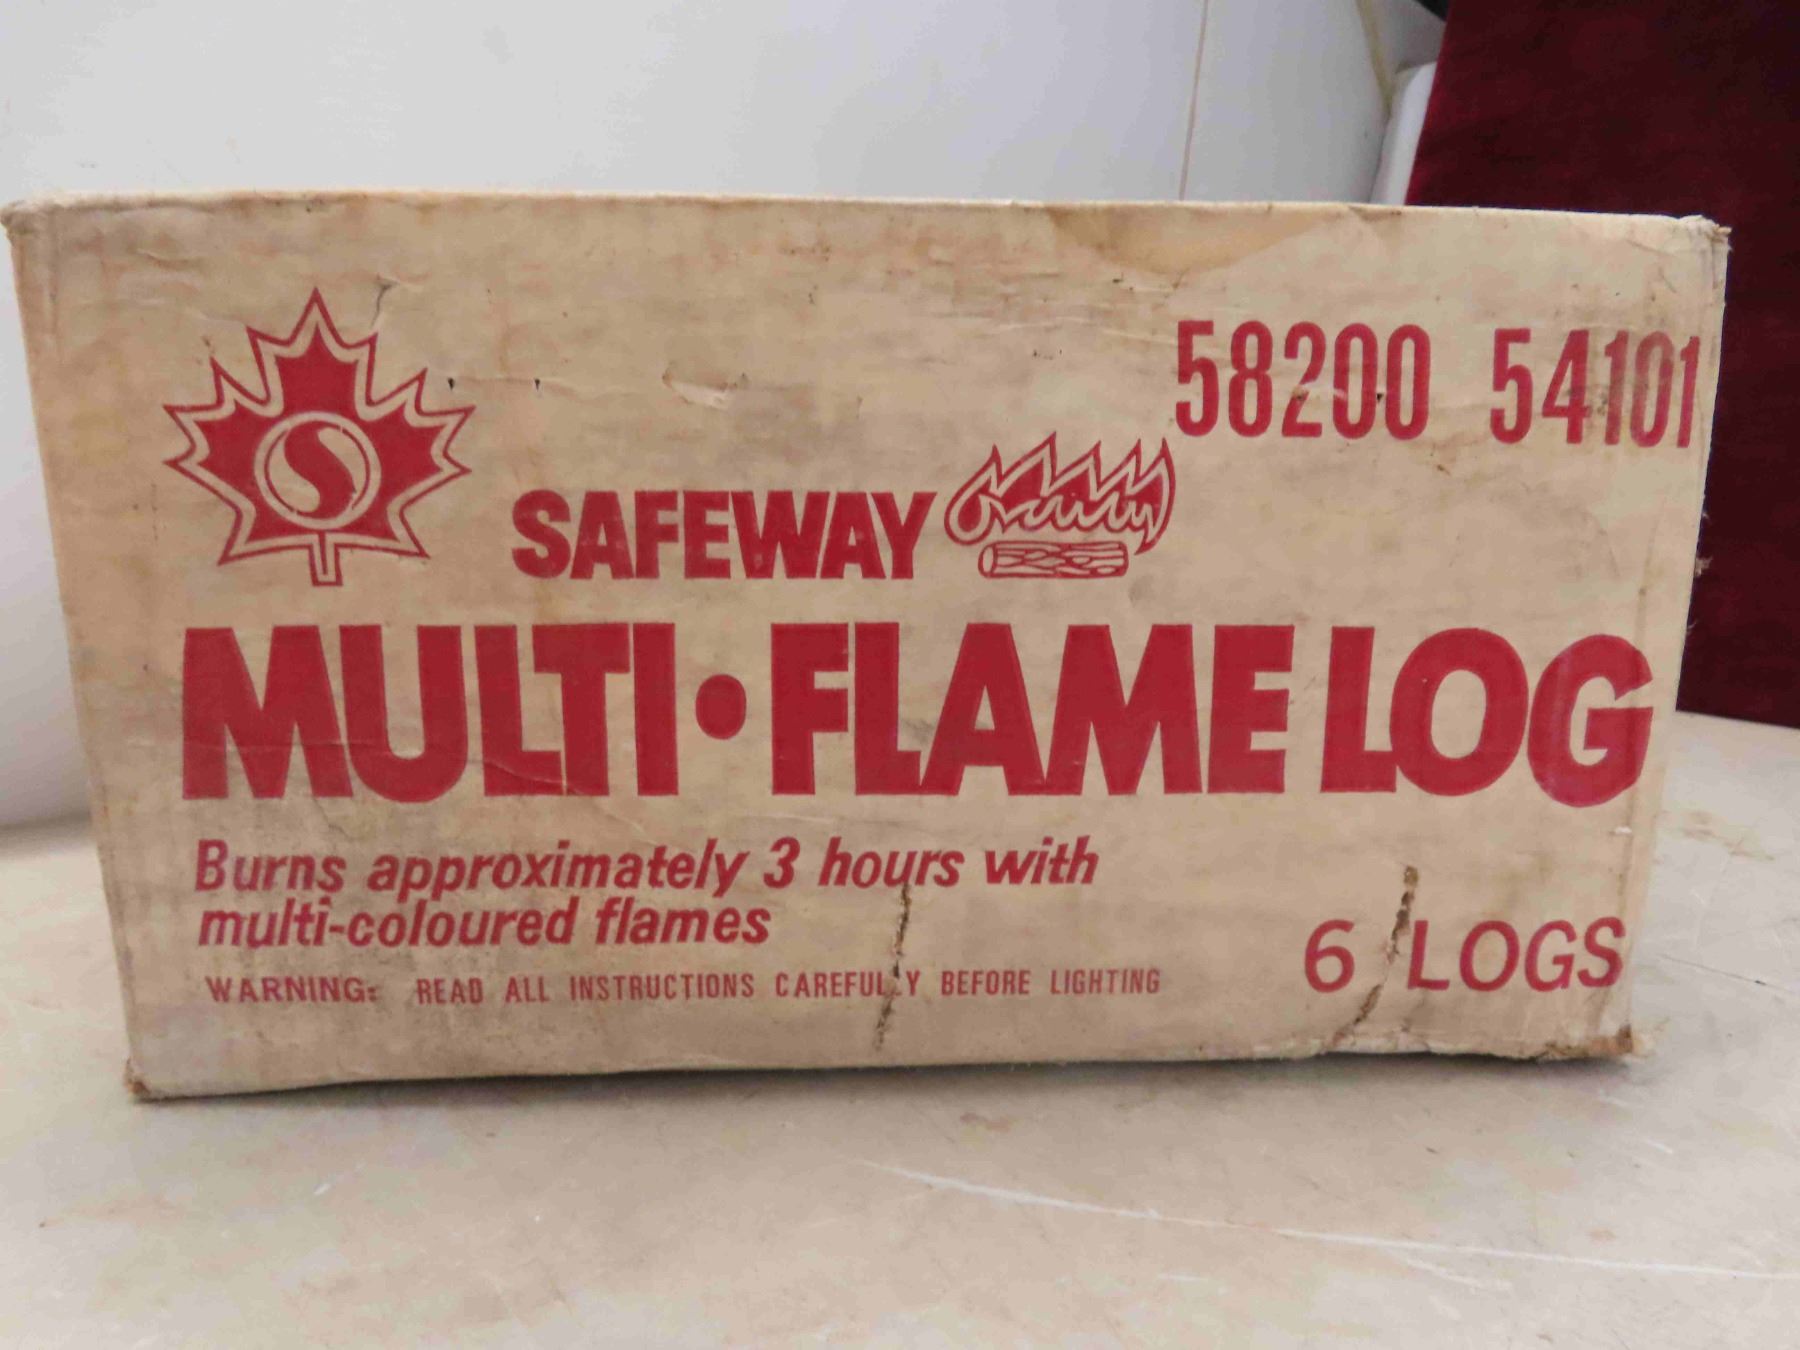 58200 54101
S
SAFEWAY
MULTI•FLAME LOG
Burns approximately 3 hours with
multi-coloured flames
6 LOGS
WARNING: READ ALL INSTRUCTIONS CAREFULLY BEFORE LIGHTING